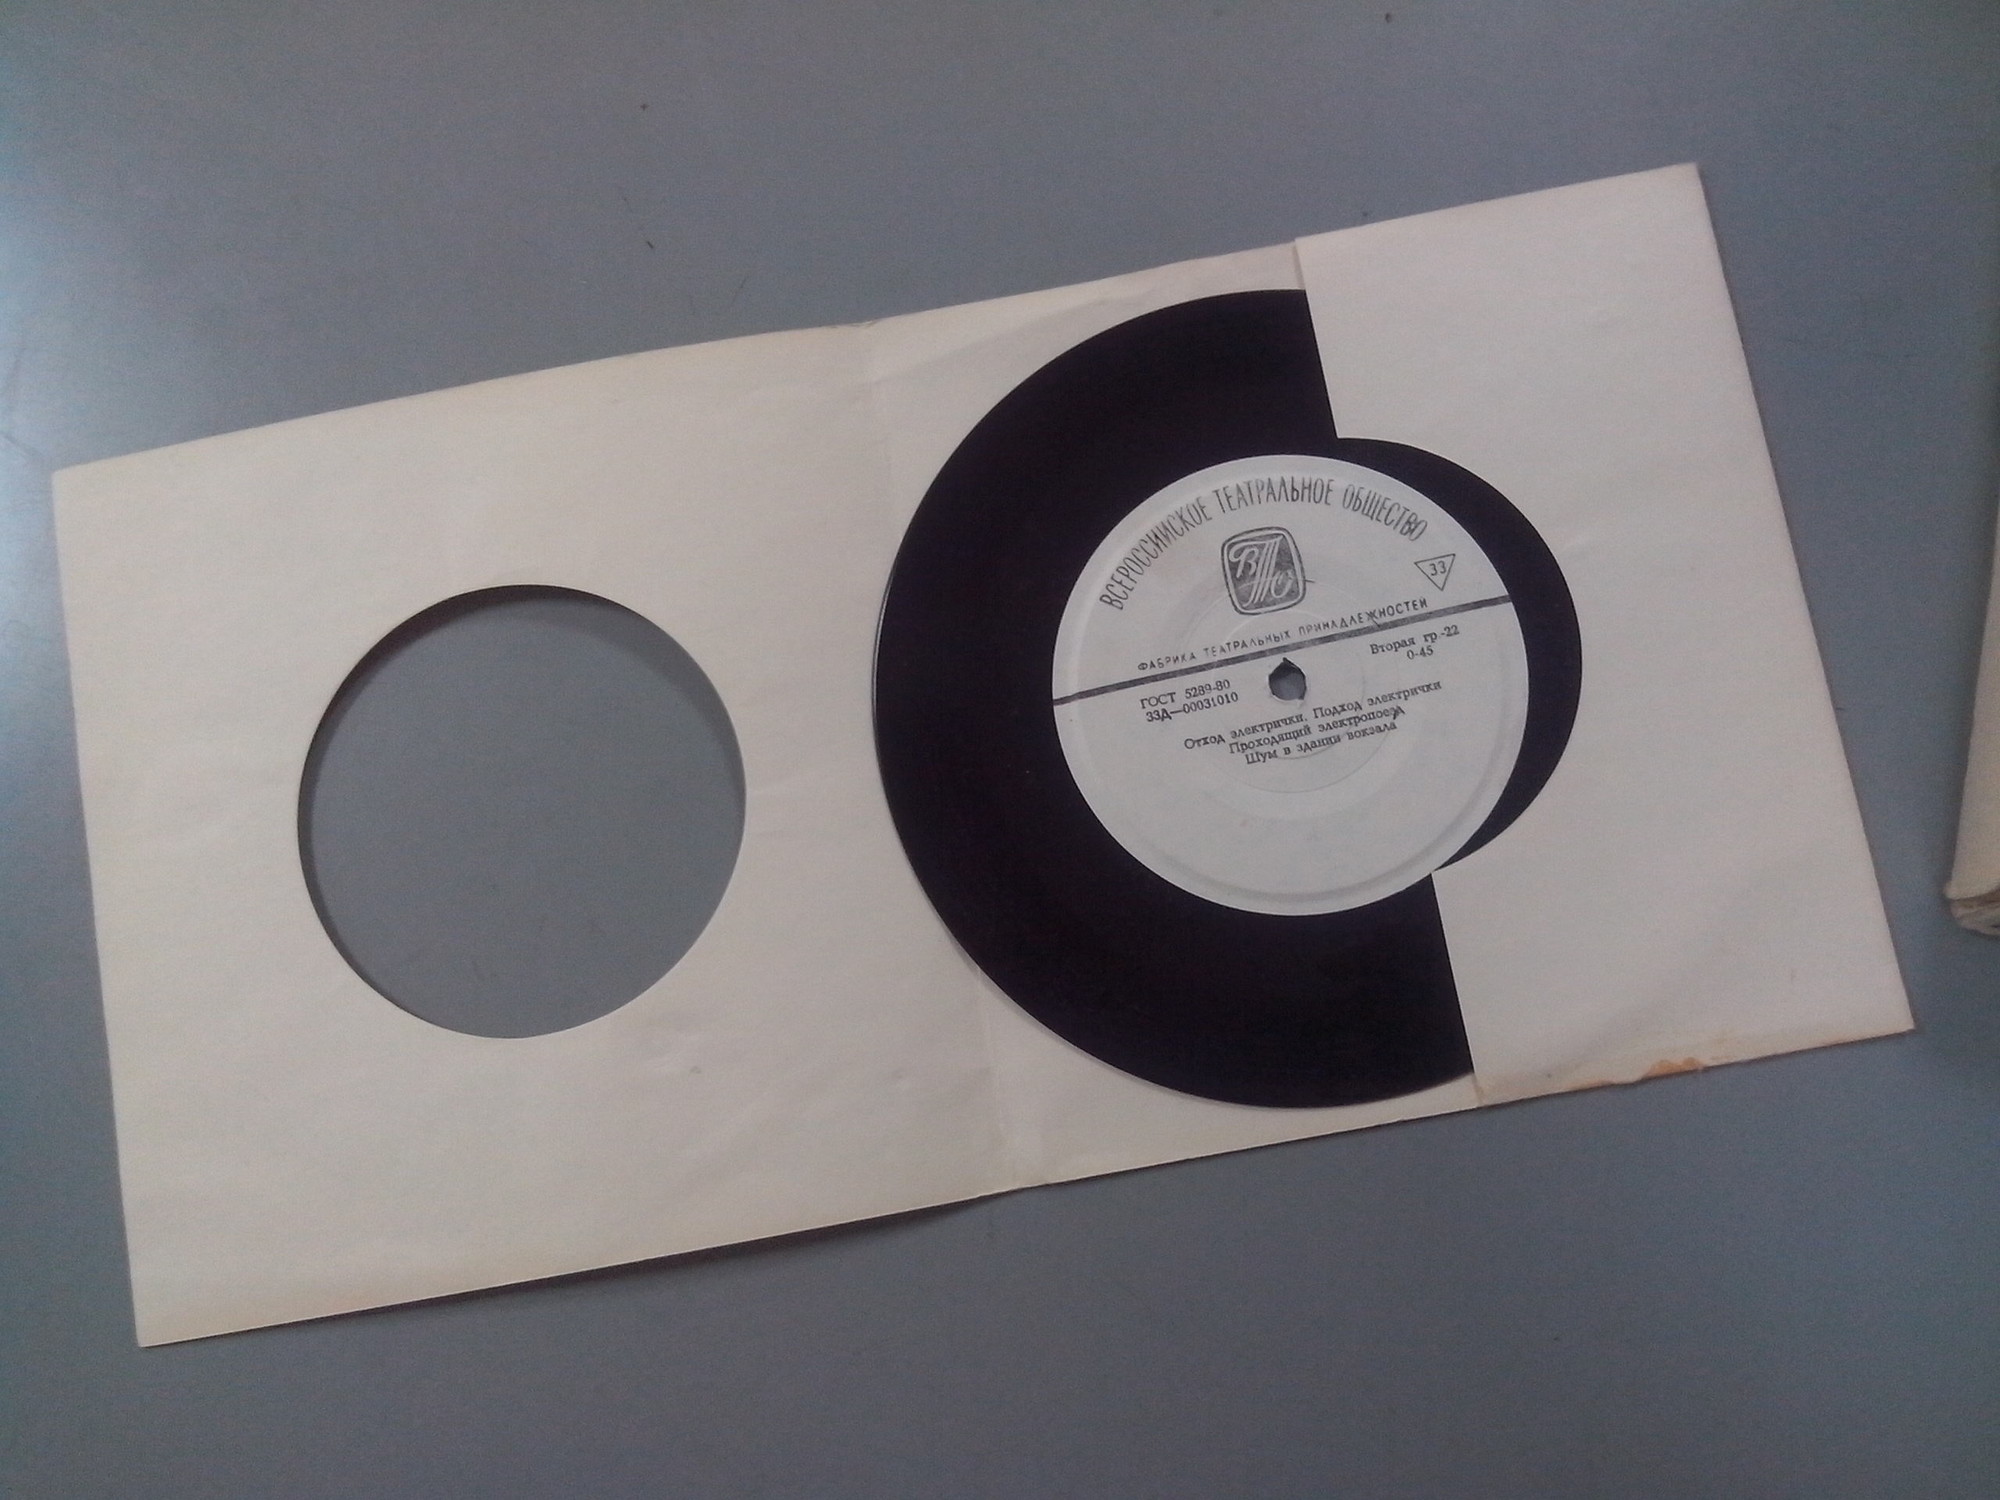 ВСЕРОССИЙСКОЕ ТЕАТРАЛЬНОЕ ОБЩЕСТВО
ВТО
33
ФАБРИКА ТЕАТРАЛЬНЫХ ПРИНАДЛЕЖНОСТЕЙ
ГОСТ 5289-80
33Д—00031010
Вторая гр.-22
0-45
Отход электрички. Подход электрички
Проходящий электропоезд
Шум в здании вокзала